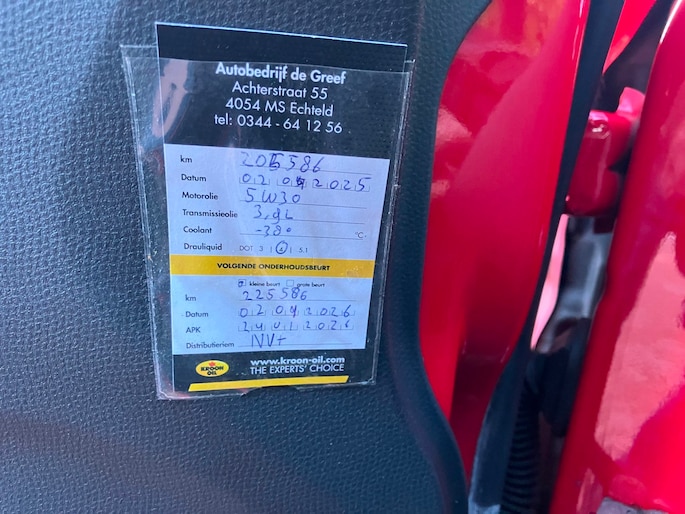 Autobedrijf de Greef
Achterstraat 55
4054 MS Echteld
tel: 0344 - 64 12 56
km 205586
Datum 02 04 2025
Motorolie 5W30
Transmissieolie 3,9L
Coolant -38° °C
Drauliquid DOT 3 | 4 | 5.1
VOLGENDE ONDERHOUDSBEURT
kleine beurt grote beurt
km 225586
Datum 02 04 2026
APK 24 01 2026
Distributieriem NVT
KROON OIL
www.kroon-oil.com
THE EXPERTS' CHOICE